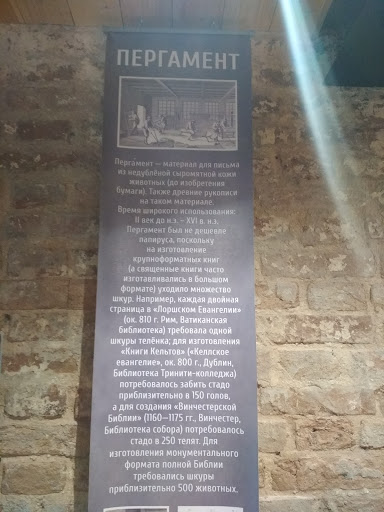 ПЕРГАМЕНТ
Перга́мент — материал для письма
из недублёной сыромятной кожи
животных (до изобретения
бумаги). Также древние рукописи
на таком материале.
Время широкого использования:
II век до н.э. – XVI в. н.э.
Пергамент был не дешевле
папируса, поскольку
на изготовление
крупноформатных книг
(а священные книги часто
изготавливались в большом
формате) уходило множество
шкур. Например, каждая двойная
страница в «Лоршском Евангелии»
(ок. 810 г. Рим, Ватиканская
библиотека) требовала одной
шкуры телёнка; для изготовления
«Книги Кельтов» («Келлское
евангелие», ок. 800 г., Дублин,
Библиотека Тринити-колледжа)
потребовалось забить стадо
приблизительно в 150 голов,
а для создания «Винчестерской
Библии» (1160—1175 гг., Винчестер,
Библиотека собора) потребовалось
стадо в 250 телят. Для
изготовления монументального
формата полной Библии
требовались шкуры
приблизительно 500 животных.